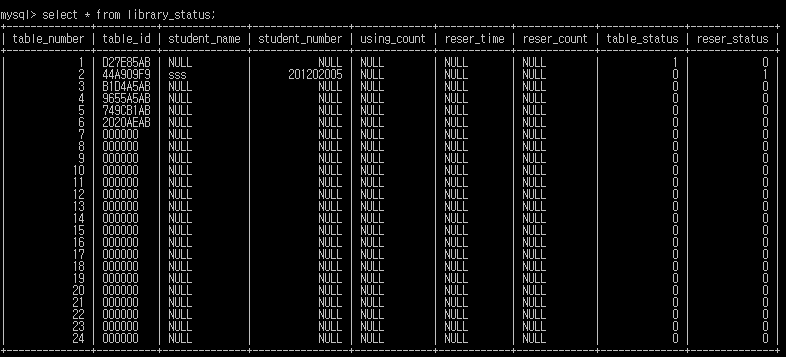 mysql> select * from library_status;
+--------------+----------+--------------+----------------+-------------+------------+-------------+--------------+--------------+
| table_number | table_id | student_name | student_number | using_count | reser_time | reser_count | table_status | reser_status |
+--------------+----------+--------------+----------------+-------------+------------+-------------+--------------+--------------+
| 1 | D27E85AB | NULL | NULL | NULL | NULL | NULL | 1 | 0 |
| 2 | 44A909F9 | sss | 201202005 | NULL | NULL | NULL | 0 | 1 |
| 3 | B1D4A5AB | NULL | NULL | NULL | NULL | NULL | 0 | 0 |
| 4 | 9655A5AB | NULL | NULL | NULL | NULL | NULL | 0 | 0 |
| 5 | 749CB1AB | NULL | NULL | NULL | NULL | NULL | 0 | 0 |
| 6 | 2020AEAB | NULL | NULL | NULL | NULL | NULL | 0 | 0 |
| 7 | 000000 | NULL | NULL | NULL | NULL | NULL | 0 | 0 |
| 8 | 000000 | NULL | NULL | NULL | NULL | NULL | 0 | 0 |
| 9 | 000000 | NULL | NULL | NULL | NULL | NULL | 0 | 0 |
| 10 | 000000 | NULL | NULL | NULL | NULL | NULL | 0 | 0 |
| 11 | 000000 | NULL | NULL | NULL | NULL | NULL | 0 | 0 |
| 12 | 000000 | NULL | NULL | NULL | NULL | NULL | 0 | 0 |
| 13 | 000000 | NULL | NULL | NULL | NULL | NULL | 0 | 0 |
| 14 | 000000 | NULL | NULL | NULL | NULL | NULL | 0 | 0 |
| 15 | 000000 | NULL | NULL | NULL | NULL | NULL | 0 | 0 |
| 16 | 000000 | NULL | NULL | NULL | NULL | NULL | 0 | 0 |
| 17 | 000000 | NULL | NULL | NULL | NULL | NULL | 0 | 0 |
| 18 | 000000 | NULL | NULL | NULL | NULL | NULL | 0 | 0 |
| 19 | 000000 | NULL | NULL | NULL | NULL | NULL | 0 | 0 |
| 20 | 000000 | NULL | NULL | NULL | NULL | NULL | 0 | 0 |
| 21 | 000000 | NULL | NULL | NULL | NULL | NULL | 0 | 0 |
| 22 | 000000 | NULL | NULL | NULL | NULL | NULL | 0 | 0 |
| 23 | 000000 | NULL | NULL | NULL | NULL | NULL | 0 | 0 |
| 24 | 000000 | NULL | NULL | NULL | NULL | NULL | 0 | 0 |
+--------------+----------+--------------+----------------+-------------+------------+-------------+--------------+--------------+